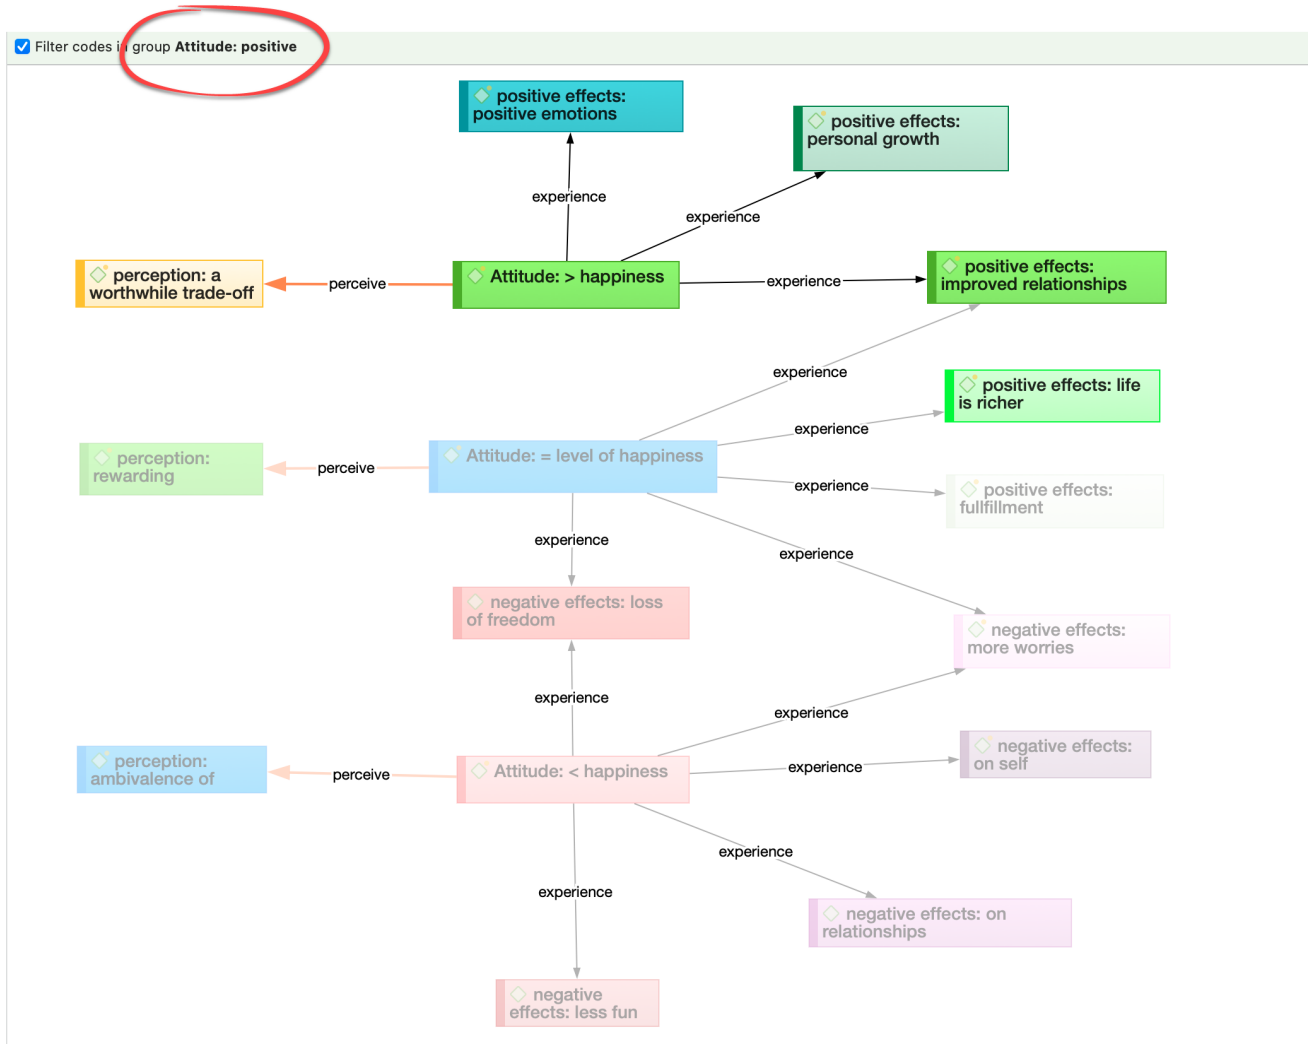 Filter codes in group Attitude: positive
positive effects:
positive emotions
positive effects:
personal growth
experience
experience
perception: a
worthwhile trade-off
perceive
Attitude: > happiness
experience
positive effects:
improved relationships
experience
positive effects: life
is richer
experience
perception:
rewarding
perceive
Attitude: = level of happiness
experience
positive effects:
fullfillment
experience
experience
negative effects: loss
of freedom
negative effects:
more worries
experience
experience
perception:
ambivalence of
perceive
Attitude: < happiness
experience
negative effects:
on self
experience
experience
negative effects: on
relationships
negative
effects: less fun